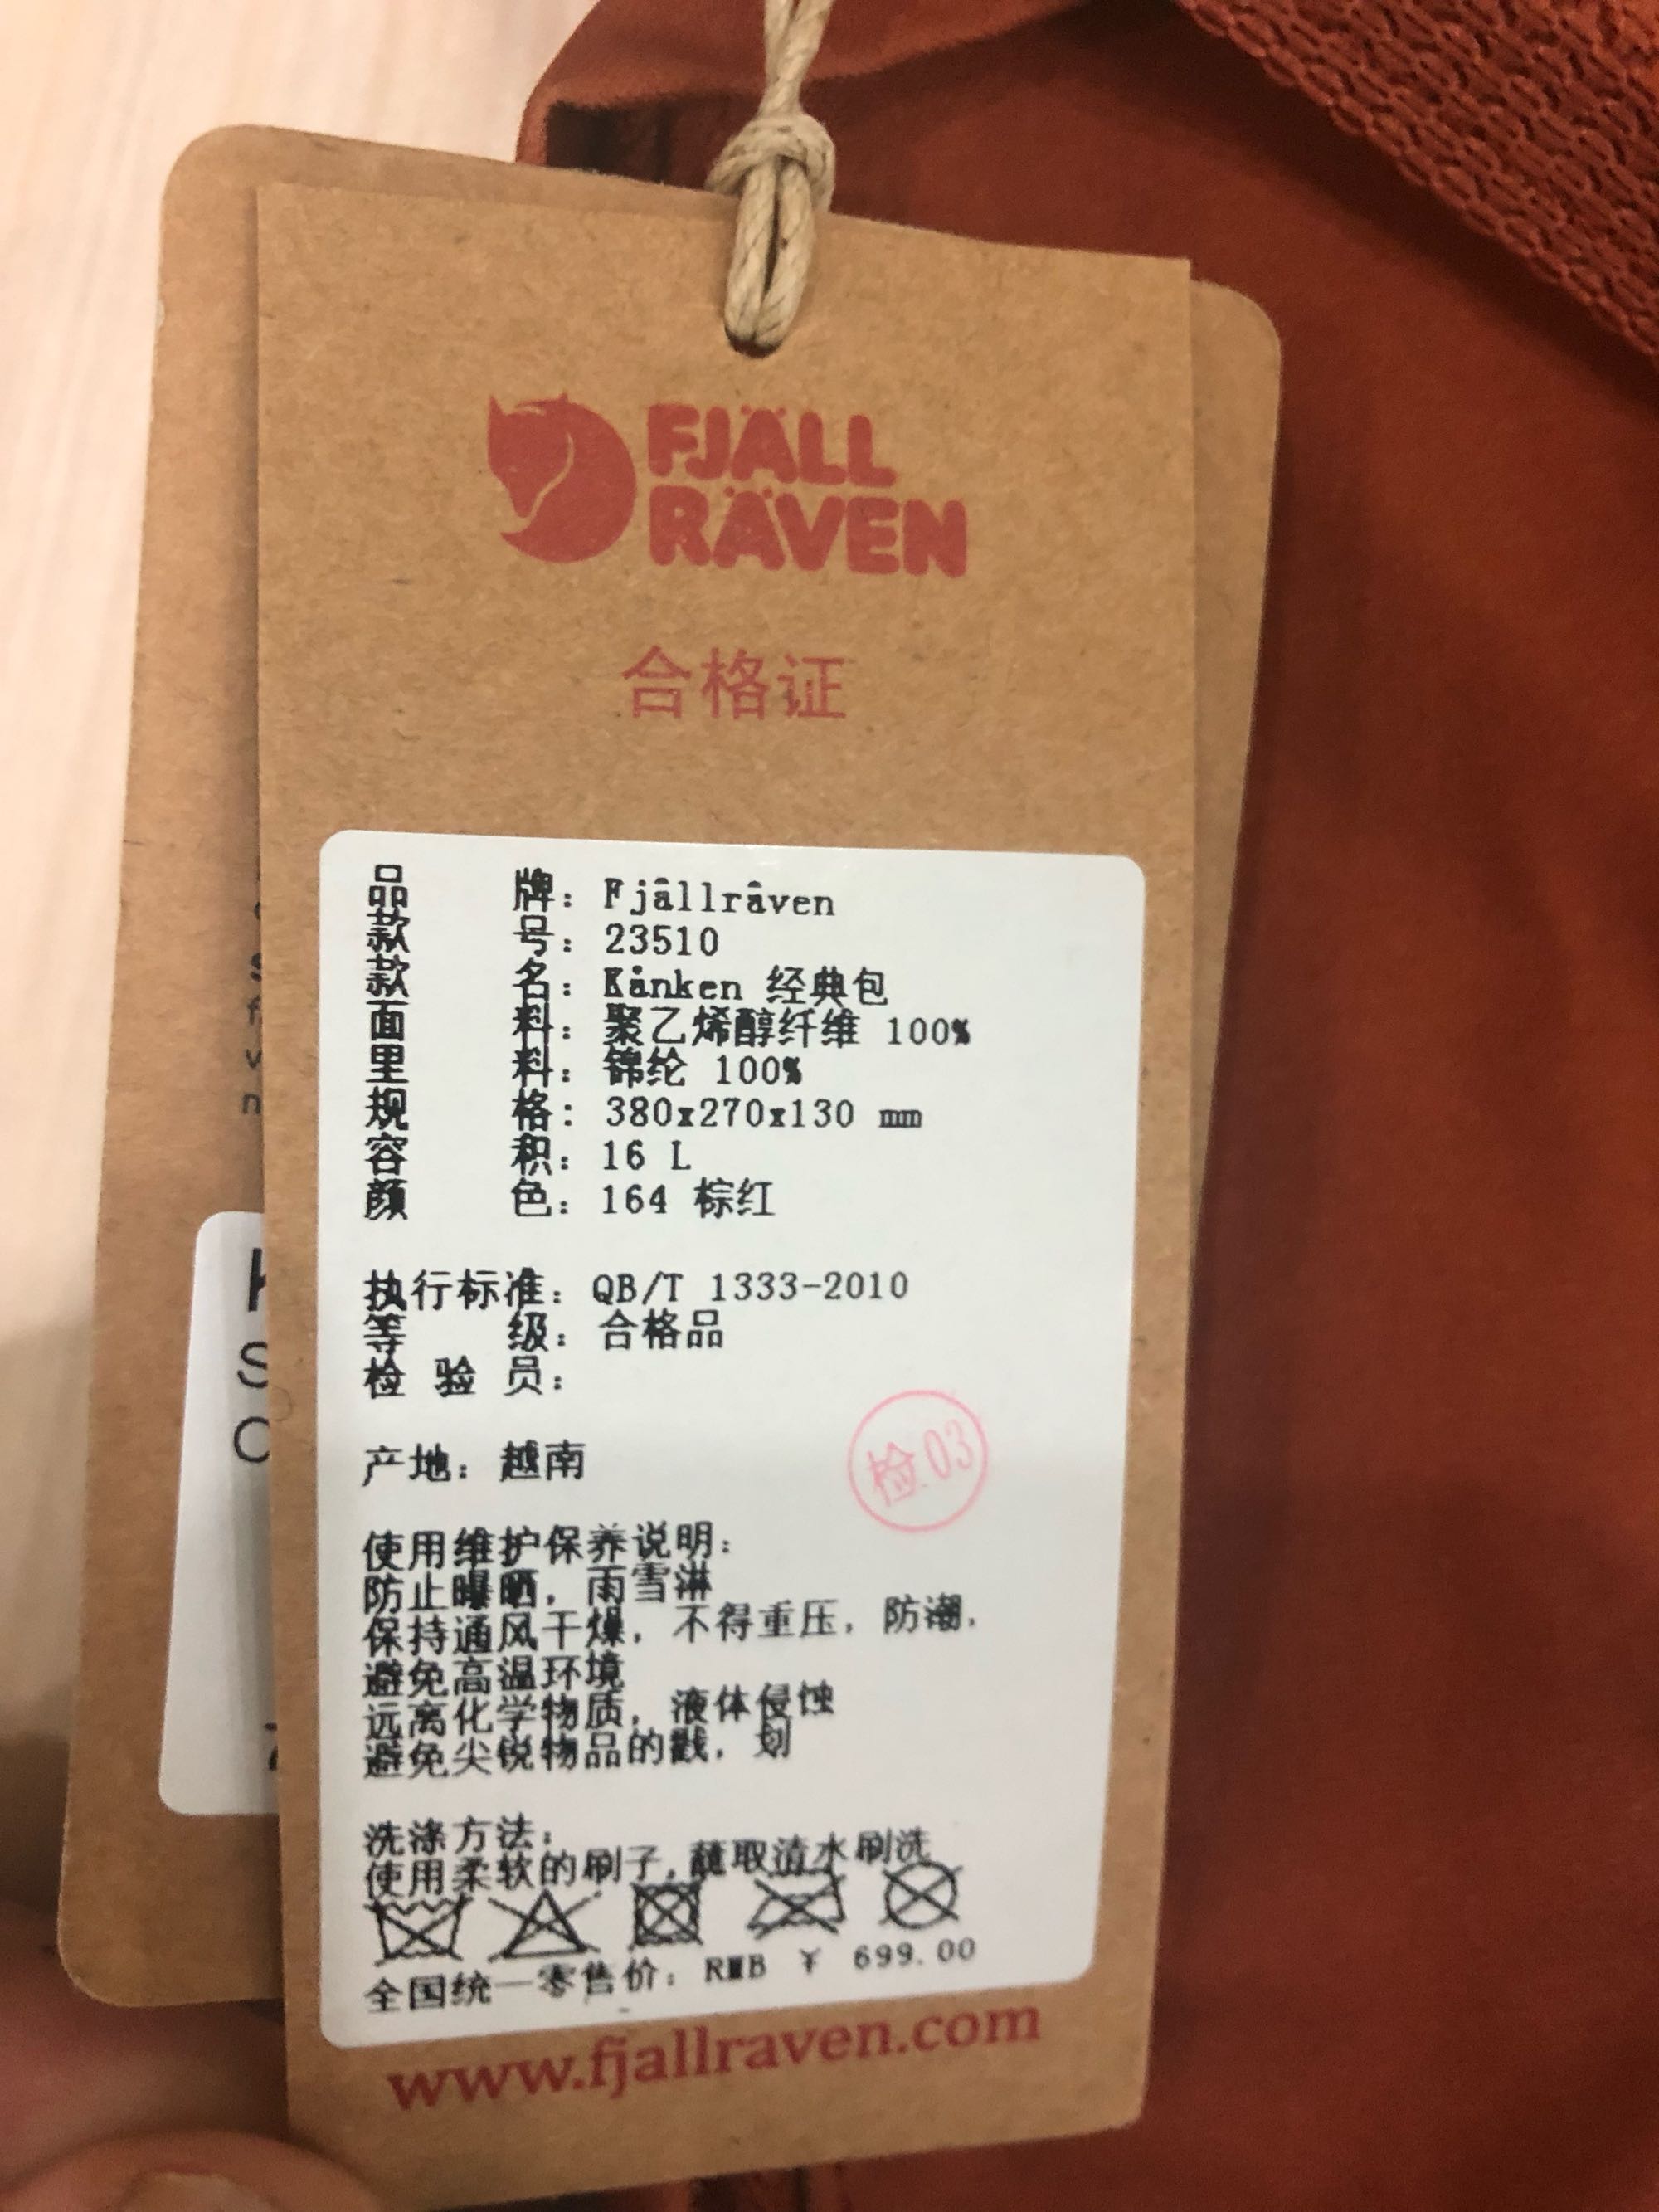 FJÄLL
RÄVEN
合格证
品 牌: Fjâllrâven
款 号: 23510
款 名: Kånken 经典包
面 料: 聚乙烯醇纤维 100%
里 料: 锦纶 100%
规 格: 380x270x130 mm
容 积: 16 L
颜 色: 164 棕红
执行标准: QB/T 1333-2010
等 级: 合格品
检 验 员:
检03
产地: 越南
使用维护保养说明:
防止曝晒, 雨雪淋
保持通风干燥, 不得重压, 防潮,
避免高温环境
远离化学物质, 液体侵蚀
避免尖锐物品的戳, 划
洗涤方法:
使用柔软的刷子,蘸取清水刷洗
全国统一零售价: RMB ¥ 699.00
www.fjallraven.com